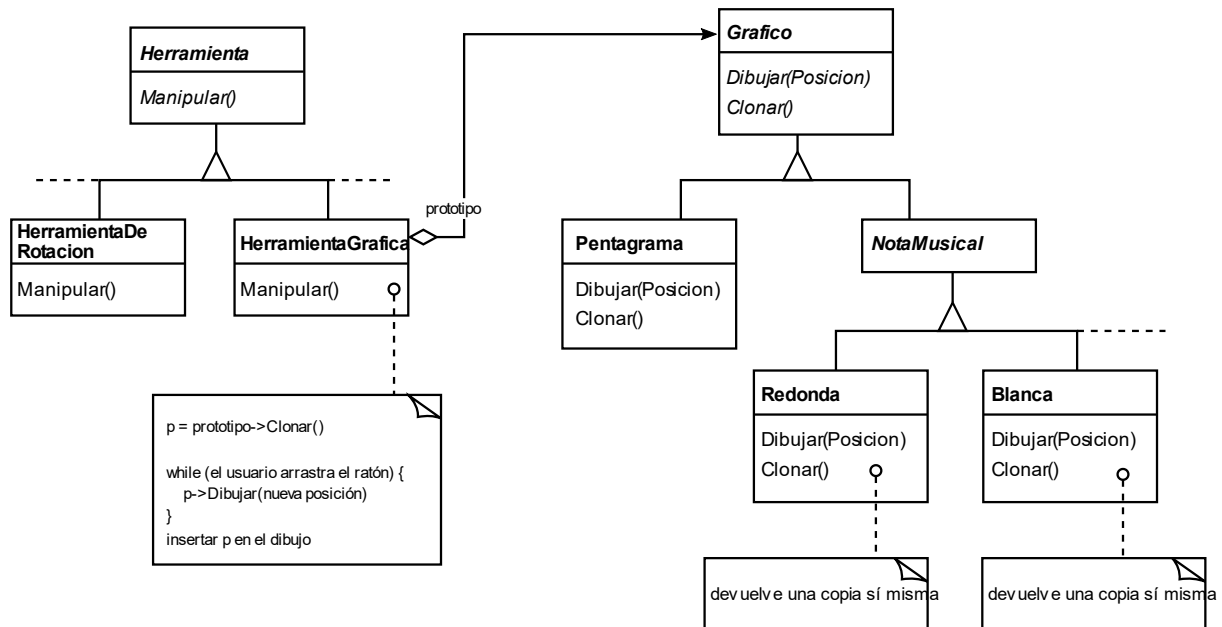 Herramienta
Manipular()
HerramientaDe
Rotacion
Manipular()
HerramientaGrafica
Manipular()
prototipo
p = prototipo->Clonar()
while (el usuario arrastra el ratón) {
p->Dibujar(nueva posición)
}
insertar p en el dibujo
Grafico
Dibujar(Posicion)
Clonar()
Pentagrama
Dibujar(Posicion)
Clonar()
NotaMusical
Redonda
Dibujar(Posicion)
Clonar()
Blanca
Dibujar(Posicion)
Clonar()
devuelve una copia sí misma
devuelve una copia sí misma